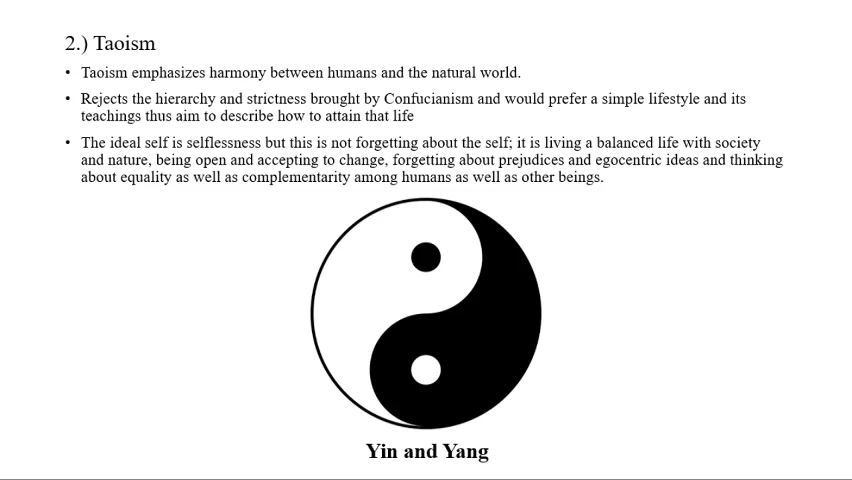 2.) Taoism
• Taoism emphasizes harmony between humans and the natural world.
• Rejects the hierarchy and strictness brought by Confucianism and would prefer a simple lifestyle and its
teachings thus aim to describe how to attain that life
• The ideal self is selflessness but this is not forgetting about the self; it is living a balanced life with society
and nature, being open and accepting to change, forgetting about prejudices and egocentric ideas and thinking
about equality as well as complementarity among humans as well as other beings.
Yin and Yang